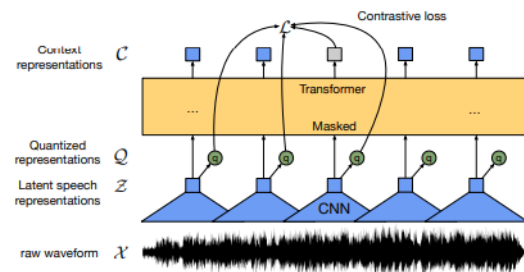 Contrastive loss
ℒ
Context
representations 𝒞
Transformer
...
...
Masked
Quantized
representations 𝒬
q
q
q
q
q
Latent speech
representations 𝒵
CNN
raw waveform 𝒳